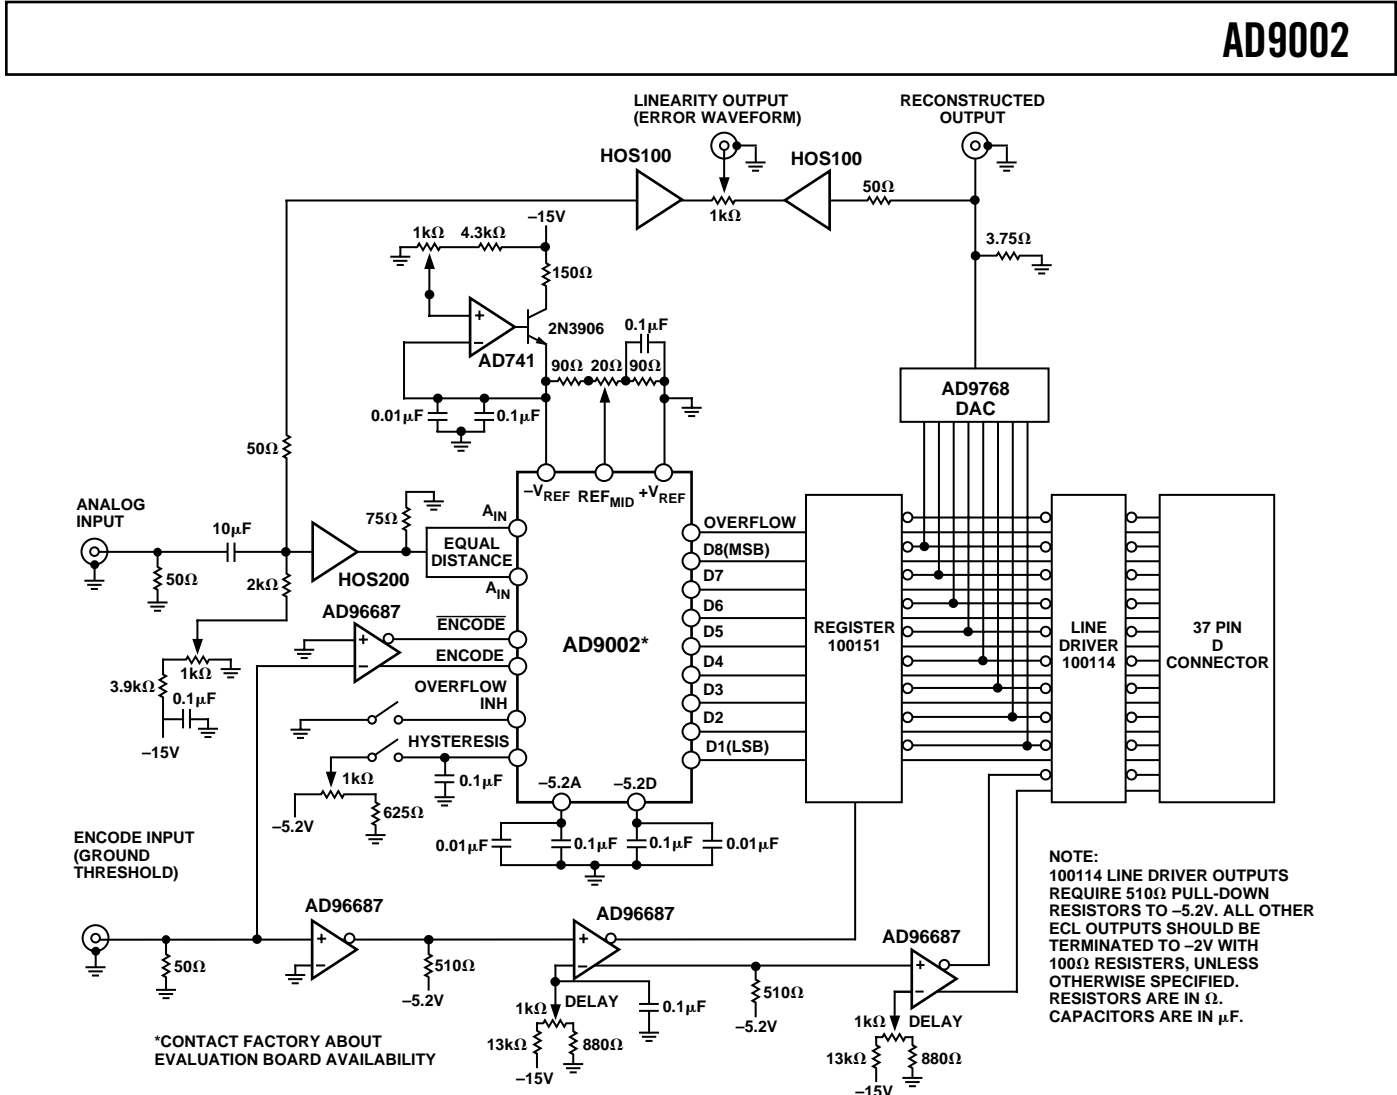 AD9002
LINEARITY OUTPUT
(ERROR WAVEFORM)
RECONSTRUCTED
OUTPUT
HOS100
HOS100
50Ω
1kΩ
–15V
1kΩ
4.3kΩ
3.75Ω
150Ω
+
–
2N3906
AD741
0.1µF
90Ω
20Ω
90Ω
AD9768
DAC
0.01µF
0.1µF
50Ω
–VREF
REFMID
+VREF
ANALOG
INPUT
10µF
75Ω
AIN
EQUAL
DISTANCE
AIN
50Ω
2kΩ
HOS200
OVERFLOW
D8(MSB)
D7
D6
D5
D4
D3
D2
D1(LSB)
AD96687
+
–
ENCODE
ENCODE
AD9002*
REGISTER
100151
LINE
DRIVER
100114
37 PIN
D
CONNECTOR
1kΩ
3.9kΩ
0.1µF
–15V
OVERFLOW
INH
HYSTERESIS
1kΩ
0.1µF
–5.2V
625Ω
–5.2A
–5.2D
0.01µF
0.1µF
0.1µF
0.01µF
ENCODE INPUT
(GROUND
THRESHOLD)
AD96687
+
–
50Ω
510Ω
–5.2V
AD96687
+
–
1kΩ
DELAY
0.1µF
13kΩ
880Ω
–15V
510Ω
–5.2V
AD96687
+
–
1kΩ
DELAY
13kΩ
880Ω
–15V
NOTE:
100114 LINE DRIVER OUTPUTS
REQUIRE 510Ω PULL-DOWN
RESISTORS TO –5.2V. ALL OTHER
ECL OUTPUTS SHOULD BE
TERMINATED TO –2V WITH
100Ω RESISTERS, UNLESS
OTHERWISE SPECIFIED.
RESISTORS ARE IN Ω.
CAPACITORS ARE IN µF.
*CONTACT FACTORY ABOUT
EVALUATION BOARD AVAILABILITY